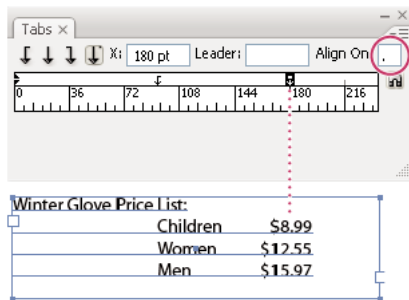 Tabs ×
X: 180 pt Leader: Align On: .
0 36 72 108 144 180 216
Winter Glove Price List:
Children $8.99
Women $12.55
Men $15.97